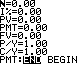 N=0.00
I%=0.00
PV=0.00
PMT=0.00
FV=0.00
P/Y=1.00
C/Y=1.00
PMT:END BEGIN